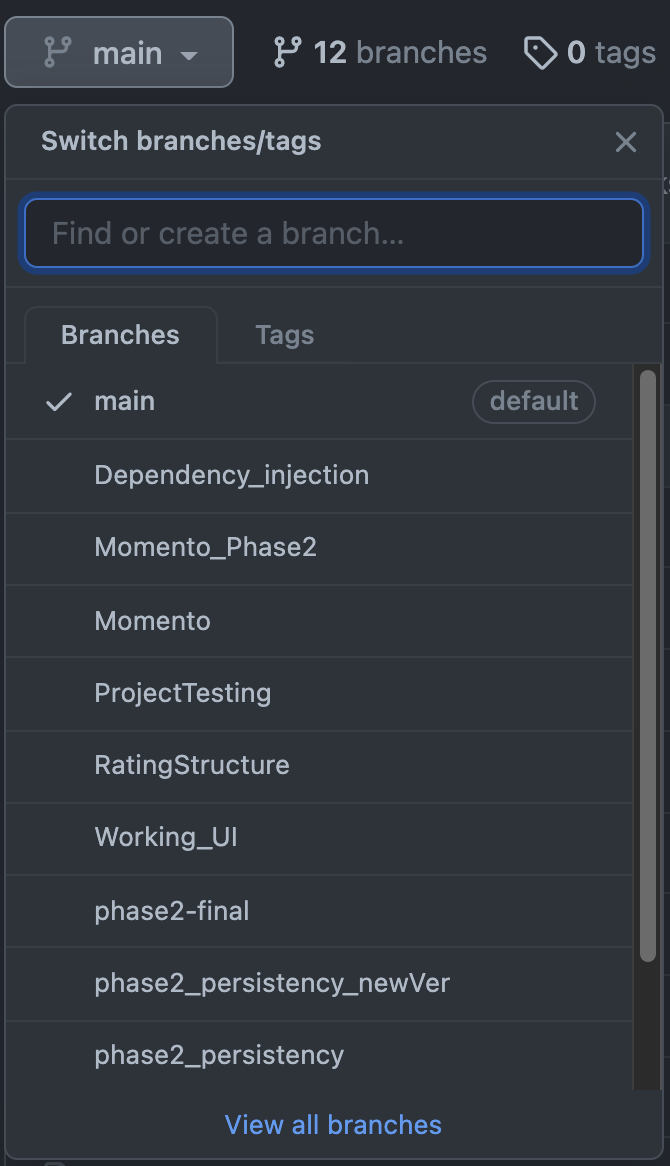 main 12 branches 0 tags
Switch branches/tags
Find or create a branch...
Branches Tags
main default
Dependency_injection
Momento_Phase2
Momento
ProjectTesting
RatingStructure
Working_UI
phase2-final
phase2_persistency_newVer
phase2_persistency
View all branches